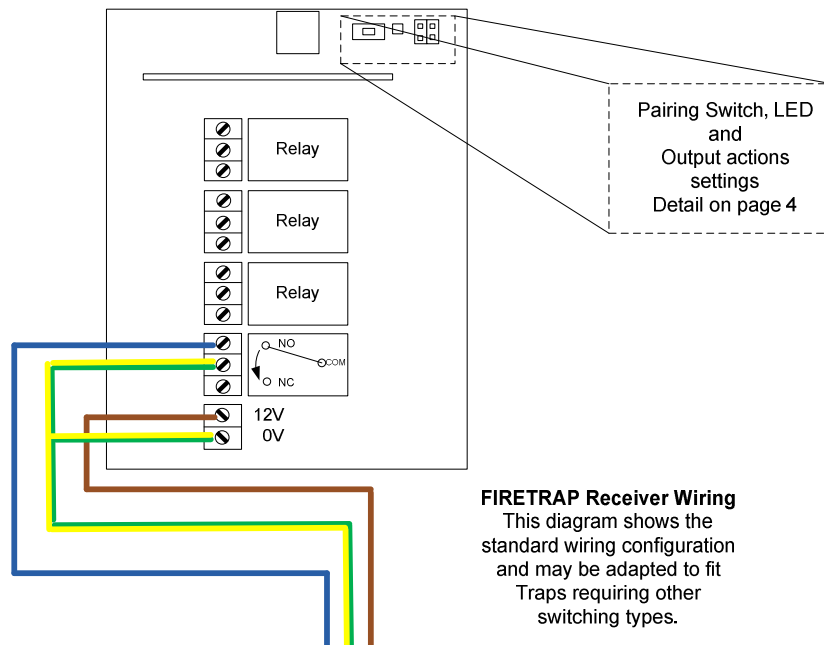 Pairing Switch, LED
and
Output actions
settings
Detail on page 4
Relay
Relay
Relay
NO
COM
NC
12V
0V
FIRETRAP Receiver Wiring
This diagram shows the
standard wiring configuration
and may be adapted to fit
Traps requiring other
switching types.